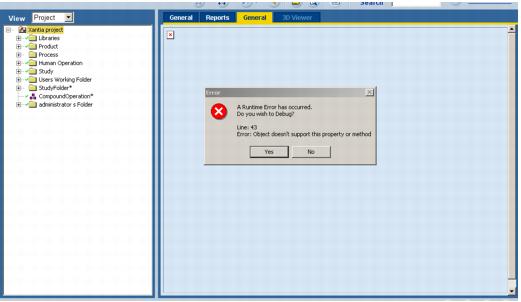 Search
View Project
General Reports General 3D Viewer
Xantia project
Libraries
Product
Process
Human Operation
Study
Users Working Folder
StudyFolder*
CompoundOperation*
administrator s Folder
Error
A Runtime Error has occurred.
Do you wish to Debug?
Line: 43
Error: Object doesn't support this property or method
Yes No